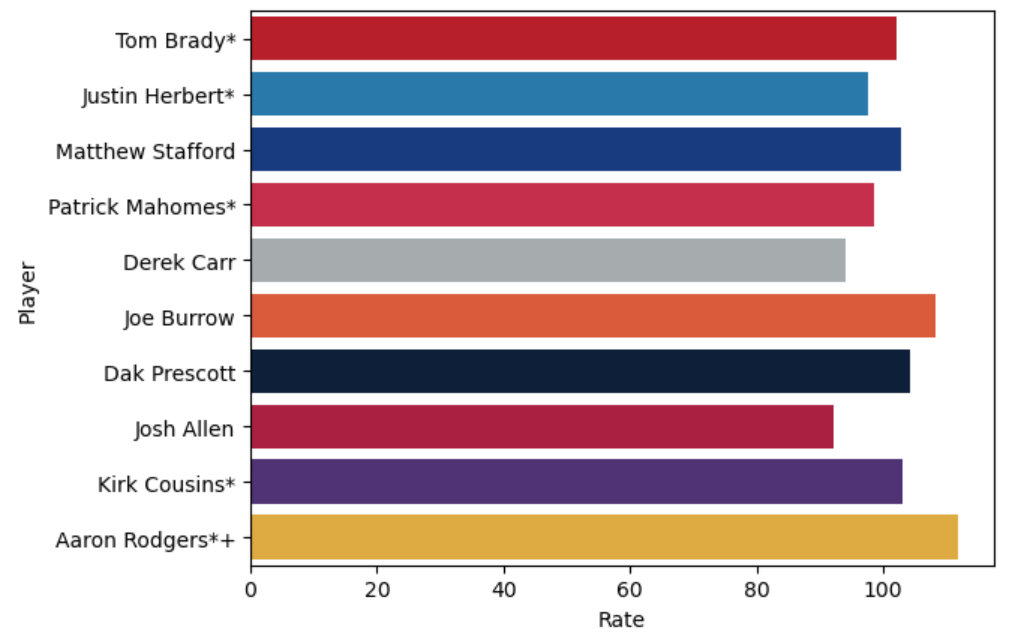 Tom Brady*
Justin Herbert*
Matthew Stafford
Patrick Mahomes*
Derek Carr
Joe Burrow
Dak Prescott
Josh Allen
Kirk Cousins*
Aaron Rodgers*+
Player
0 20 40 60 80 100
Rate